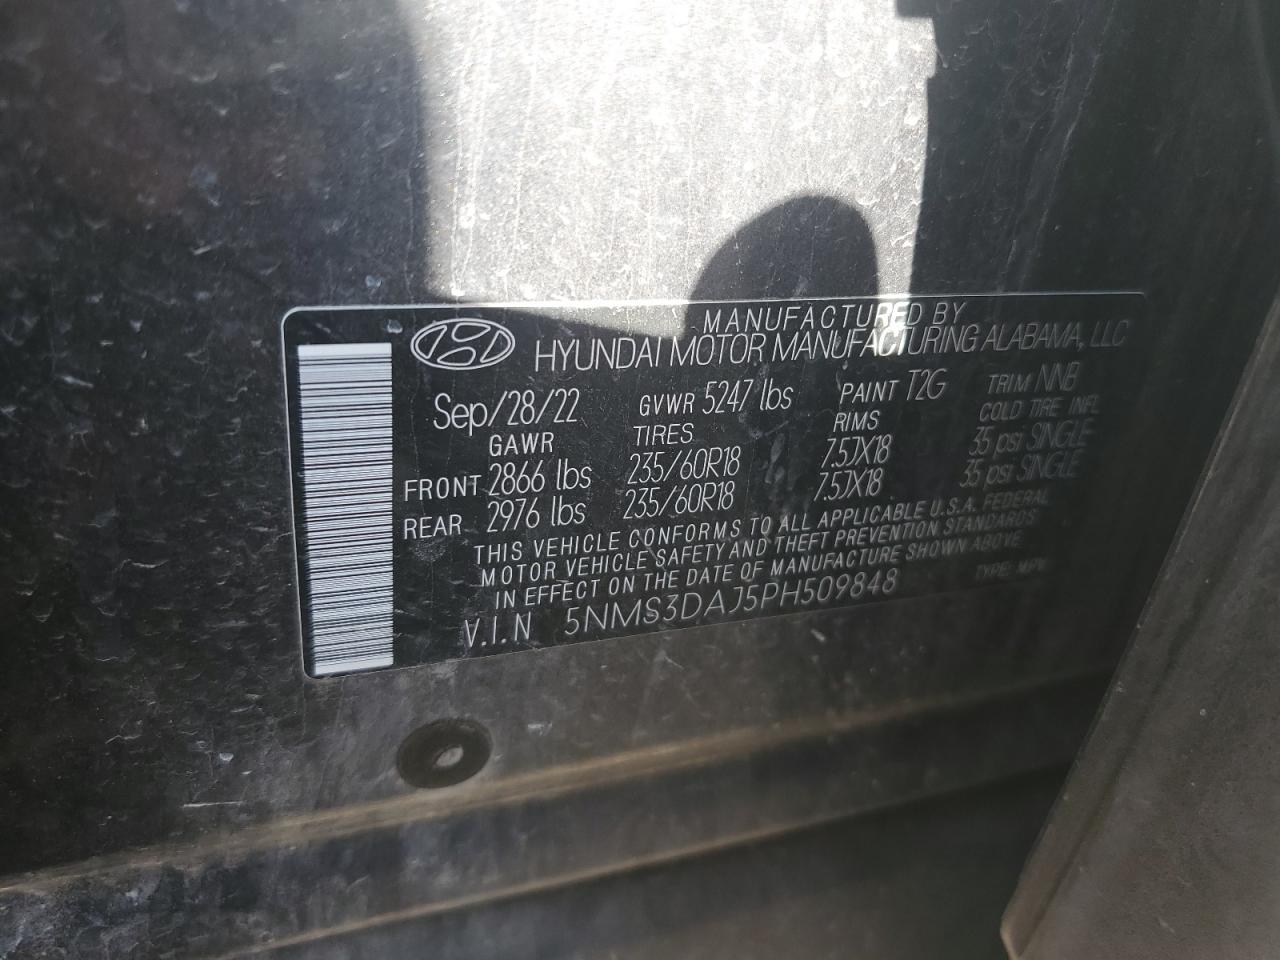 MANUFACTURED BY
HYUNDAI MOTOR MANUFACTURING ALABAMA, LLC
Sep/28/22 GVWR 5247 lbs PAINT T2G TRIM NNB
GAWR TIRES RIMS COLD TIRE INFL
FRONT 2866 lbs 235/60R18 7.5JX18 35 psi SINGLE
REAR 2976 lbs 235/60R18 7.5JX18 35 psi SINGLE
THIS VEHICLE CONFORMS TO ALL APPLICABLE U.S.A. FEDERAL
MOTOR VEHICLE SAFETY AND THEFT PREVENTION STANDARDS
IN EFFECT ON THE DATE OF MANUFACTURE SHOWN ABOVE
V.I.N 5NMS3DAJ5PH509848 TYPE: MPV